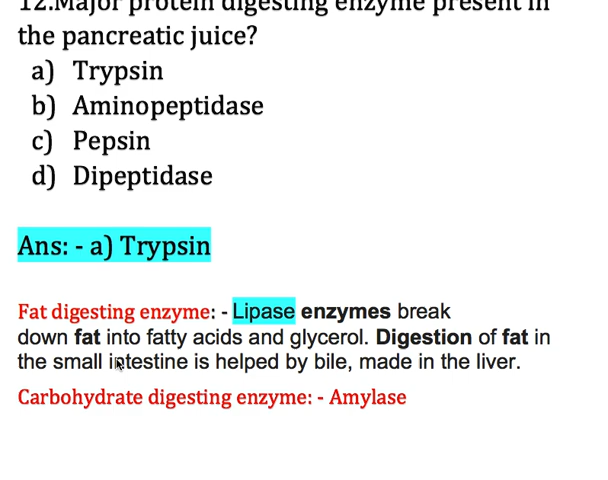 12.Major protein digesting enzyme present in
the pancreatic juice?
a) Trypsin
b) Aminopeptidase
c) Pepsin
d) Dipeptidase
Ans: - a) Trypsin
Fat digesting enzyme: - Lipase enzymes break
down fat into fatty acids and glycerol. Digestion of fat in
the small intestine is helped by bile, made in the liver.
Carbohydrate digesting enzyme: - Amylase